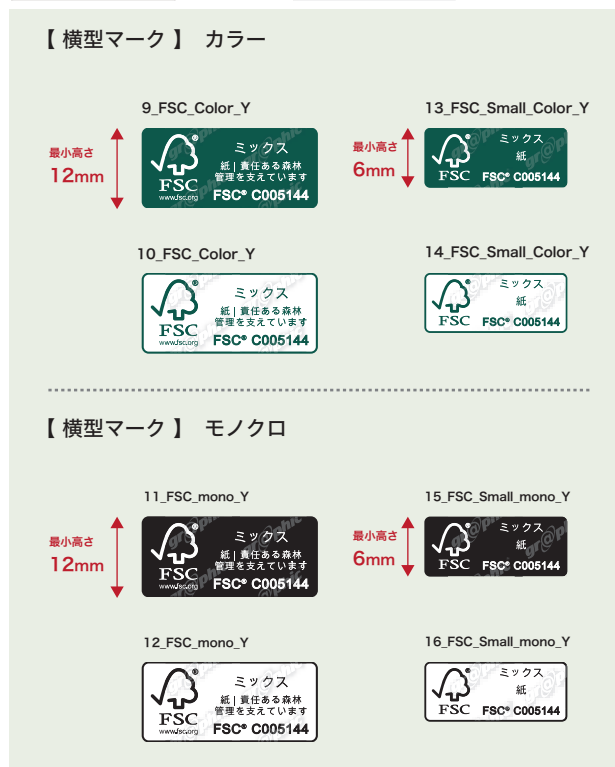 【 横型マーク 】 カラー
9_FSC_Color_Y
13_FSC_Small_Color_Y
最小高さ
12mm
FSC
www.fsc.org
ミックス
紙 | 責任ある森林
管理を支えています
FSC® C005144
最小高さ
6mm
FSC
ミックス
紙
FSC® C005144
10_FSC_Color_Y
14_FSC_Small_Color_Y
FSC
www.fsc.org
ミックス
紙 | 責任ある森林
管理を支えています
FSC® C005144
FSC
ミックス
紙
FSC® C005144
【 横型マーク 】 モノクロ
11_FSC_mono_Y
15_FSC_Small_mono_Y
最小高さ
12mm
FSC
www.fsc.org
ミックス
紙 | 責任ある森林
管理を支えています
FSC® C005144
最小高さ
6mm
FSC
ミックス
紙
FSC® C005144
12_FSC_mono_Y
16_FSC_Small_mono_Y
FSC
www.fsc.org
ミックス
紙 | 責任ある森林
管理を支えています
FSC® C005144
FSC
ミックス
紙
FSC® C005144